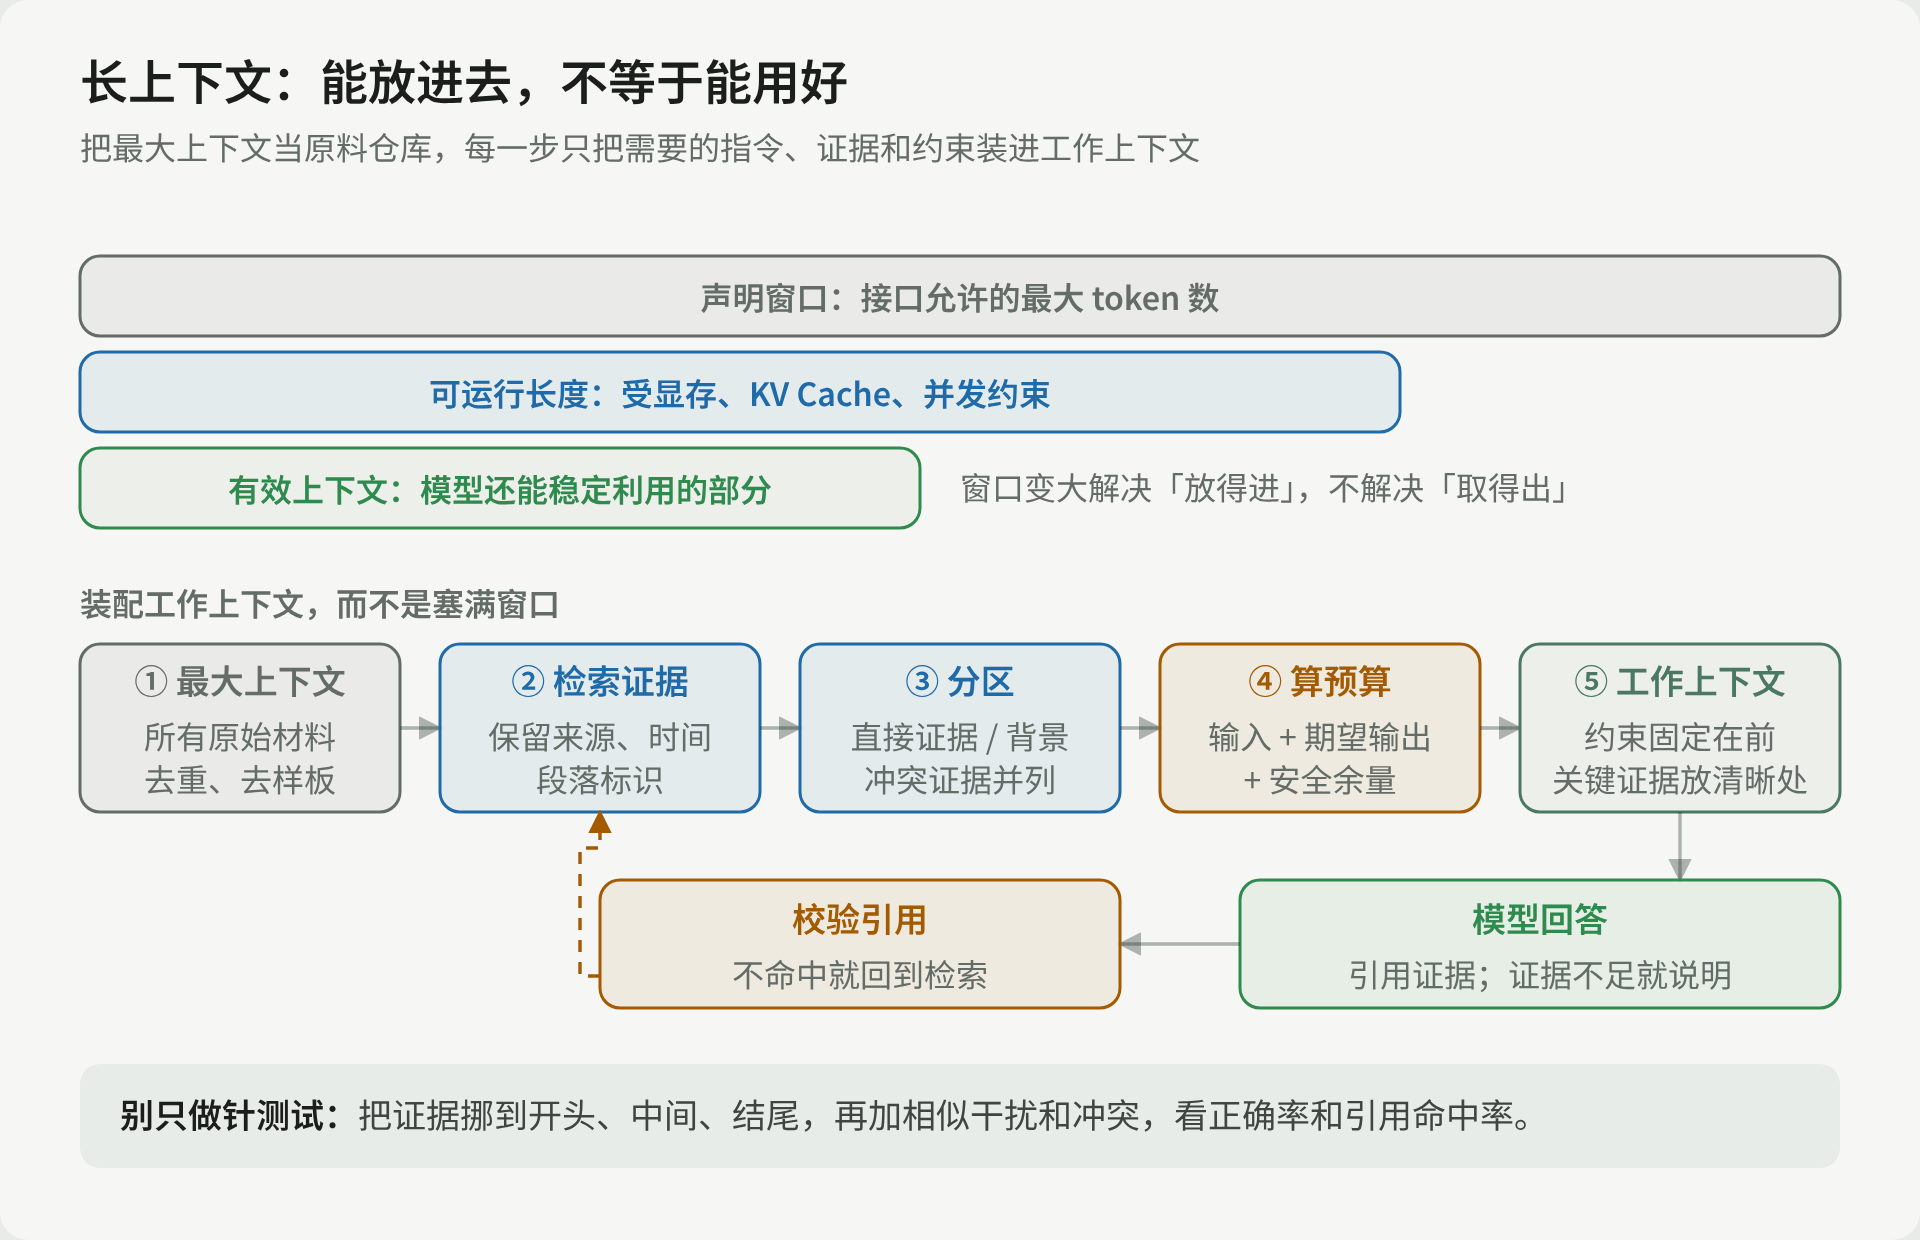 长上下文：能放进去，不等于能用好
把最大上下文当原料仓库，每一步只把需要的指令、证据和约束装进工作上下文
声明窗口：接口允许的最大 token 数
可运行长度：受显存、KV Cache、并发约束
有效上下文：模型还能稳定利用的部分
窗口变大解决「放得进」，不解决「取得出」
装配工作上下文，而不是塞满窗口
① 最大上下文
所有原始材料
去重、去样板
② 检索证据
保留来源、时间
段落标识
③ 分区
直接证据 / 背景
冲突证据并列
④ 算预算
输入 + 期望输出
+ 安全余量
⑤ 工作上下文
约束固定在前
关键证据放清晰处
校验引用
不命中就回到检索
模型回答
引用证据；证据不足就说明
别只做针测试：把证据挪到开头、中间、结尾，再加相似干扰和冲突，看正确率和引用命中率。